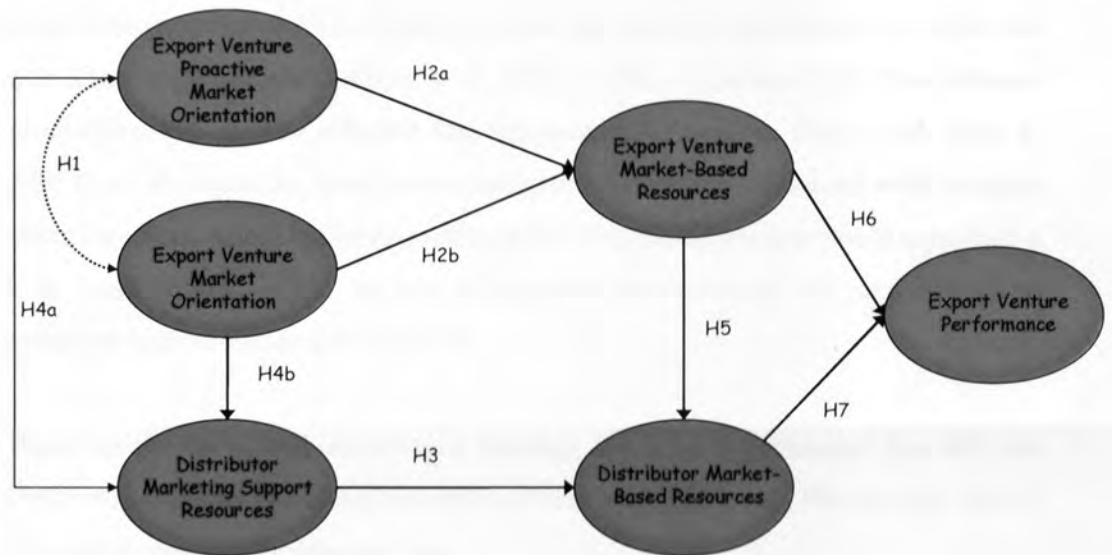 Export Venture
Proactive
Market
Orientation
H2a
H1
Export Venture
Market-Based
Resources
H6
Export Venture
Market
Orientation
H2b
H4a
H5
Export Venture
Performance
H4b
H7
Distributor
Marketing Support
Resources
H3
Distributor Market-
Based Resources